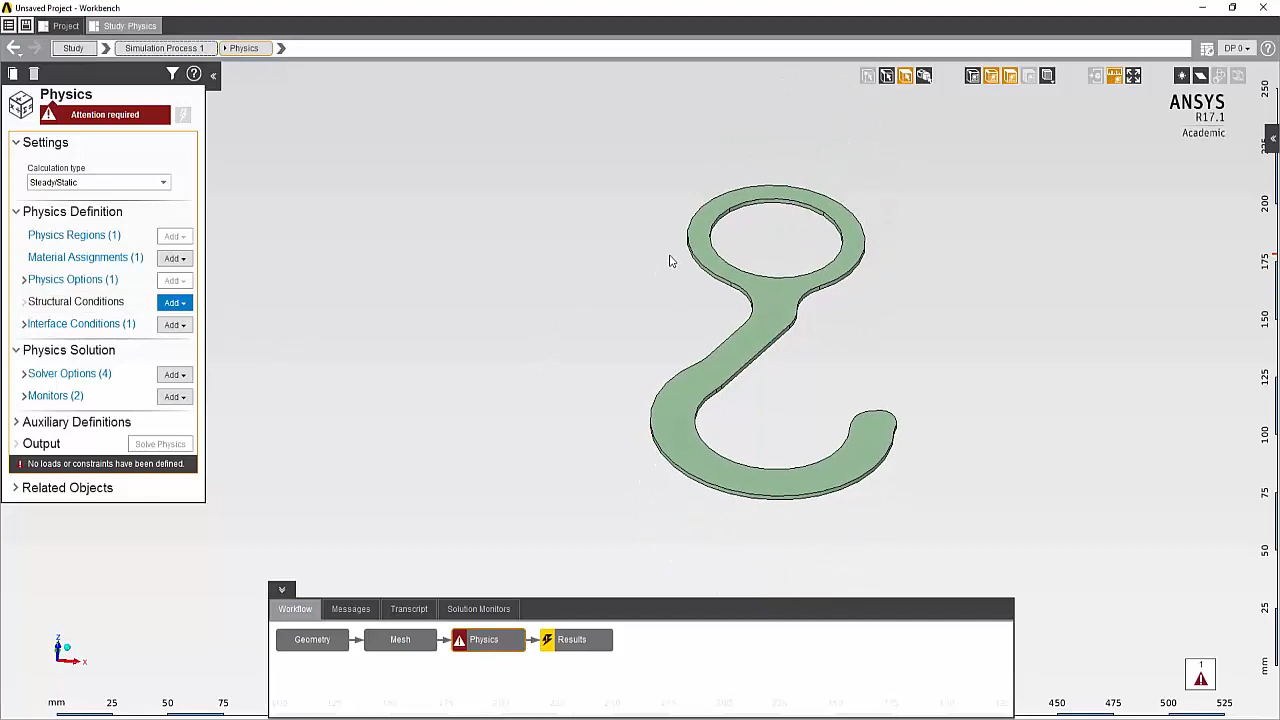 Unsaved Project - Workbench
Project
Study Physics
Study
Simulation Process 1
Physics
DP 0
Physics
Attention required
Settings
Calculation type
Steady/Static
Physics Definition
Physics Regions (1) Add
Material Assignments (1) Add
Physics Options (1) Add
Structural Conditions Add
Interface Conditions (1) Add
Physics Solution
Solver Options (4) Add
Monitors (2) Add
Auxiliary Definitions
Output Solve Physics
No loads or constraints have been defined.
Related Objects
ANSYS
R17.1
Academic
250
200
175
150
125
100
75
50
25
mm
Workflow Messages Transcript Solution Monitors
Geometry Mesh Physics Results
1
z
x
mm 25 50 75 450 475 500 525